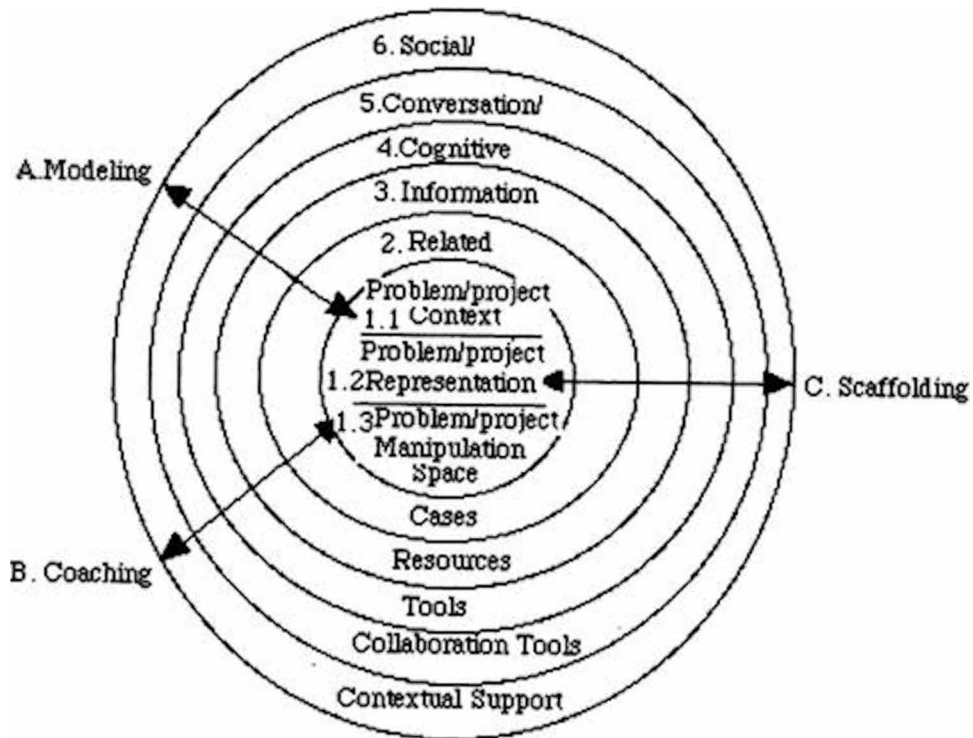 6. Social/
5.Conversation/
4.Cognitive
A.Modeling
3. Information
2. Related
Problem/project
1.1 Context
Problem/project
1.2Representation
C. Scaffolding
1.3Problem/project
Manipulation
Space
Cases
Resources
B. Coaching
Tools
Collaboration Tools
Contextual Support